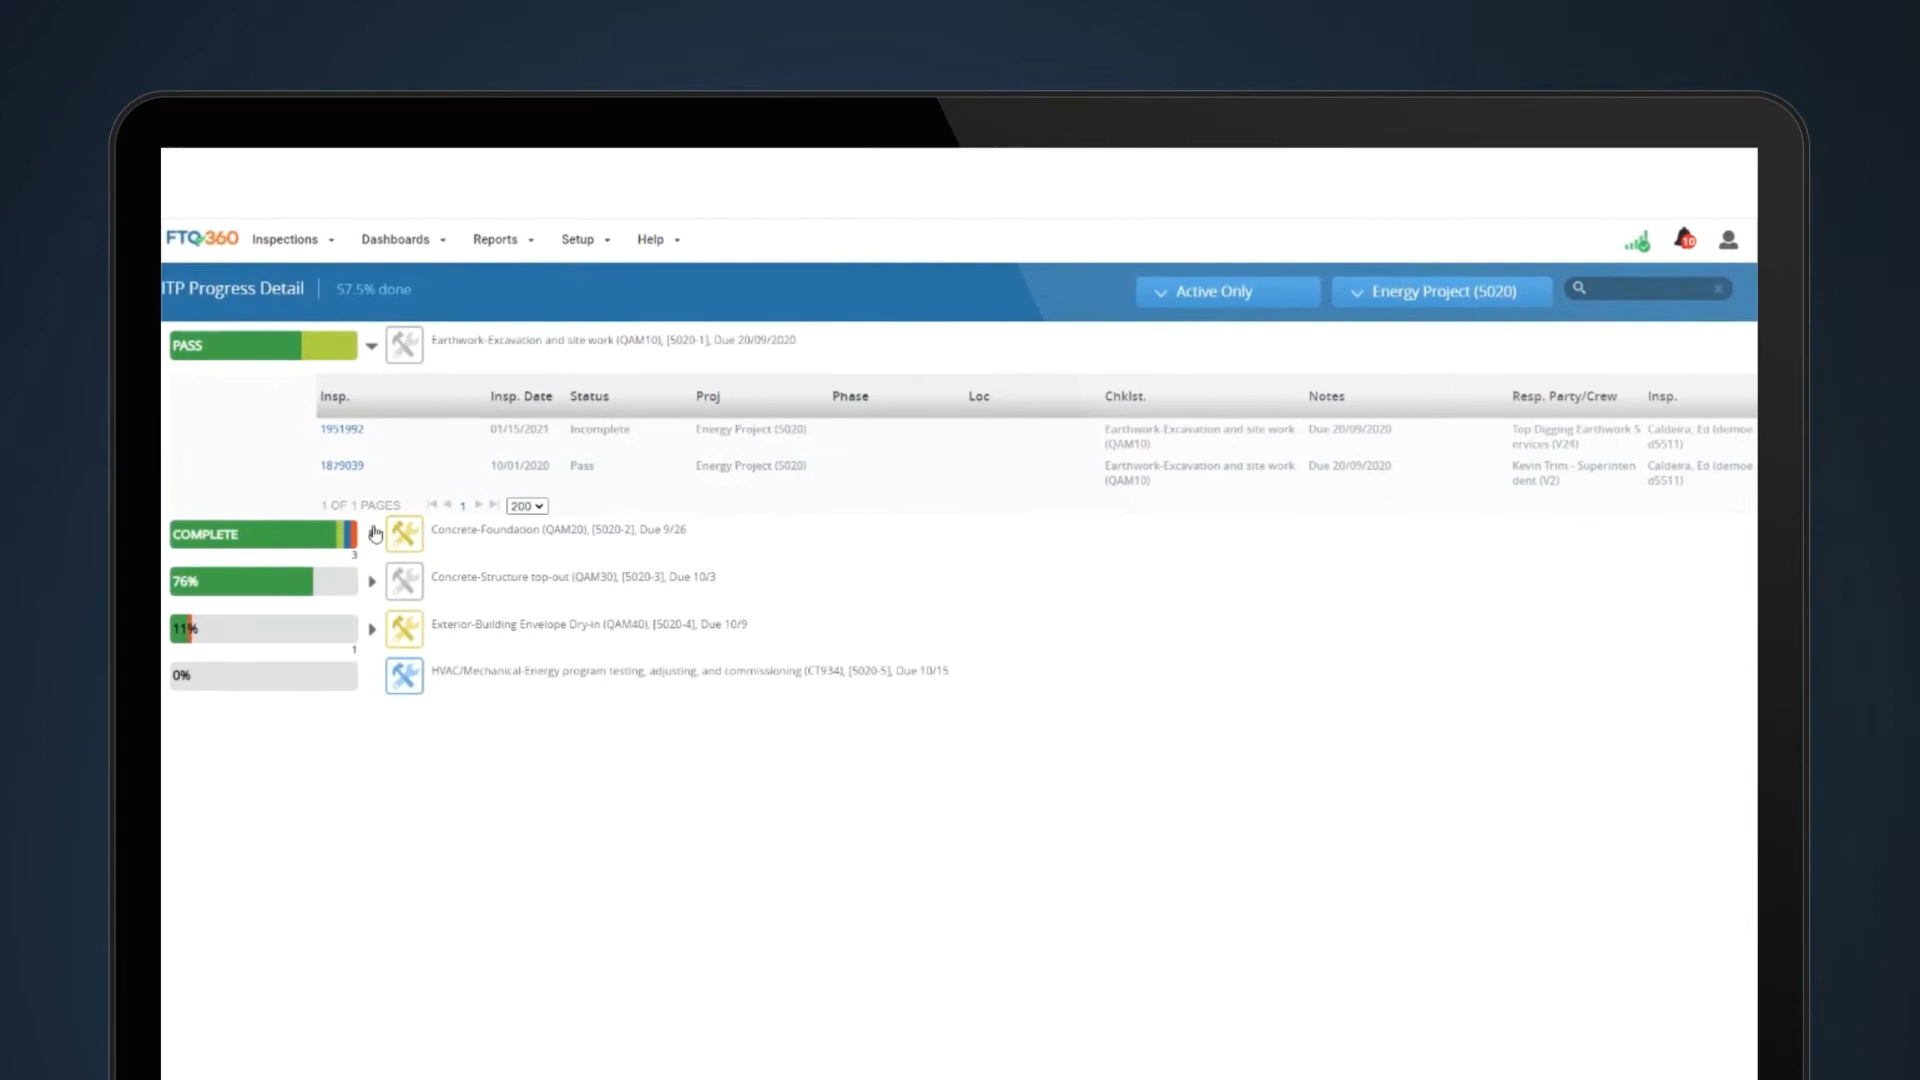 FTQ360 Inspections Dashboards Reports Setup Help 10
ITP Progress Detail 57.5% done Active Only Energy Project (5020)
PASS Earthwork-Excavation and site work (QAM10), [5020-1], Due 20/09/2020
Insp. Insp. Date Status Proj Phase Loc Chklst. Notes Resp. Party/Crew Insp.
1951992 01/15/2021 Incomplete Energy Project (5020) Earthwork-Excavation and site work Due 20/09/2020 Top Digging Earthwork S Caldeira, Ed (demoe
(QAM10) ervices (V24) d5511)
1879039 10/01/2020 Pass Energy Project (5020) Earthwork-Excavation and site work Due 20/09/2020 Kevin Trim - Superinten Caldeira, Ed (demoe
(QAM10) dent (V2) d5511)
1 OF 1 PAGES 1 200
COMPLETE Concrete-Foundation (QAM20), [5020-2], Due 9/26
3
76% Concrete-Structure top-out (QAM30), [5020-3], Due 10/3
11% Exterior-Building Envelope Dry-in (QAM40), [5020-4], Due 10/9
1
0% HVAC/Mechanical-Energy program testing, adjusting, and commissioning (CT934), [5020-5], Due 10/15